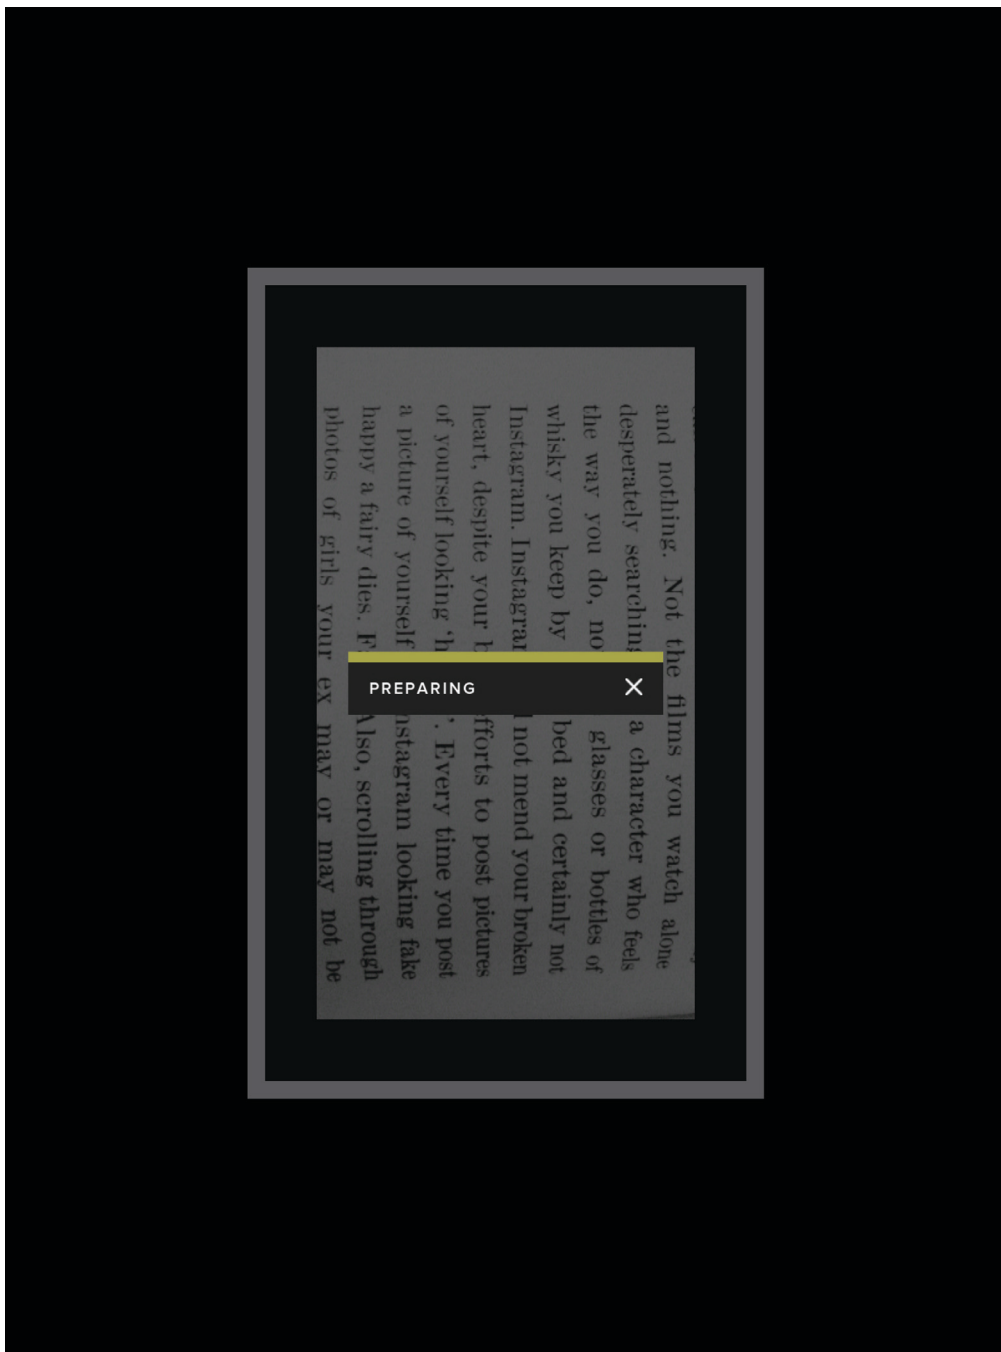 and nothing. Not the films you watch alone
desperately searching a character who feels
the way you do, glasses or bottles of
whisky you keep by bed and certainly not
Instagram. not mend your broken
heart, despite your to post pictures
of yourself looking Every time you post
a picture of yourself looking fake
happy a fairy dies. Also, scrolling through
photos of girls your ex may or may not be
PREPARING